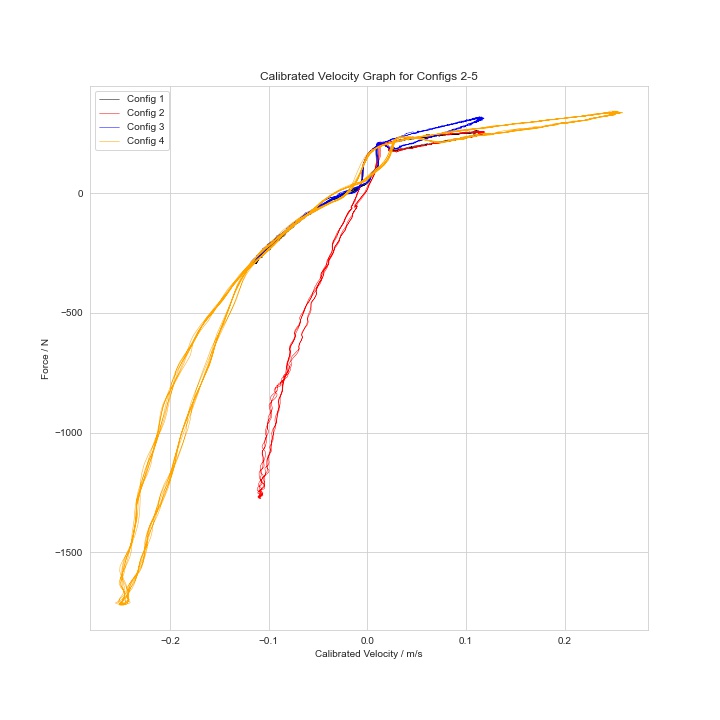 Calibrated Velocity Graph for Configs 2-5
Config 1
Config 2
Config 3
Config 4
0
−500
−1000
−1500
Force / N
−0.2
−0.1
0.0
0.1
0.2
Calibrated Velocity / m/s